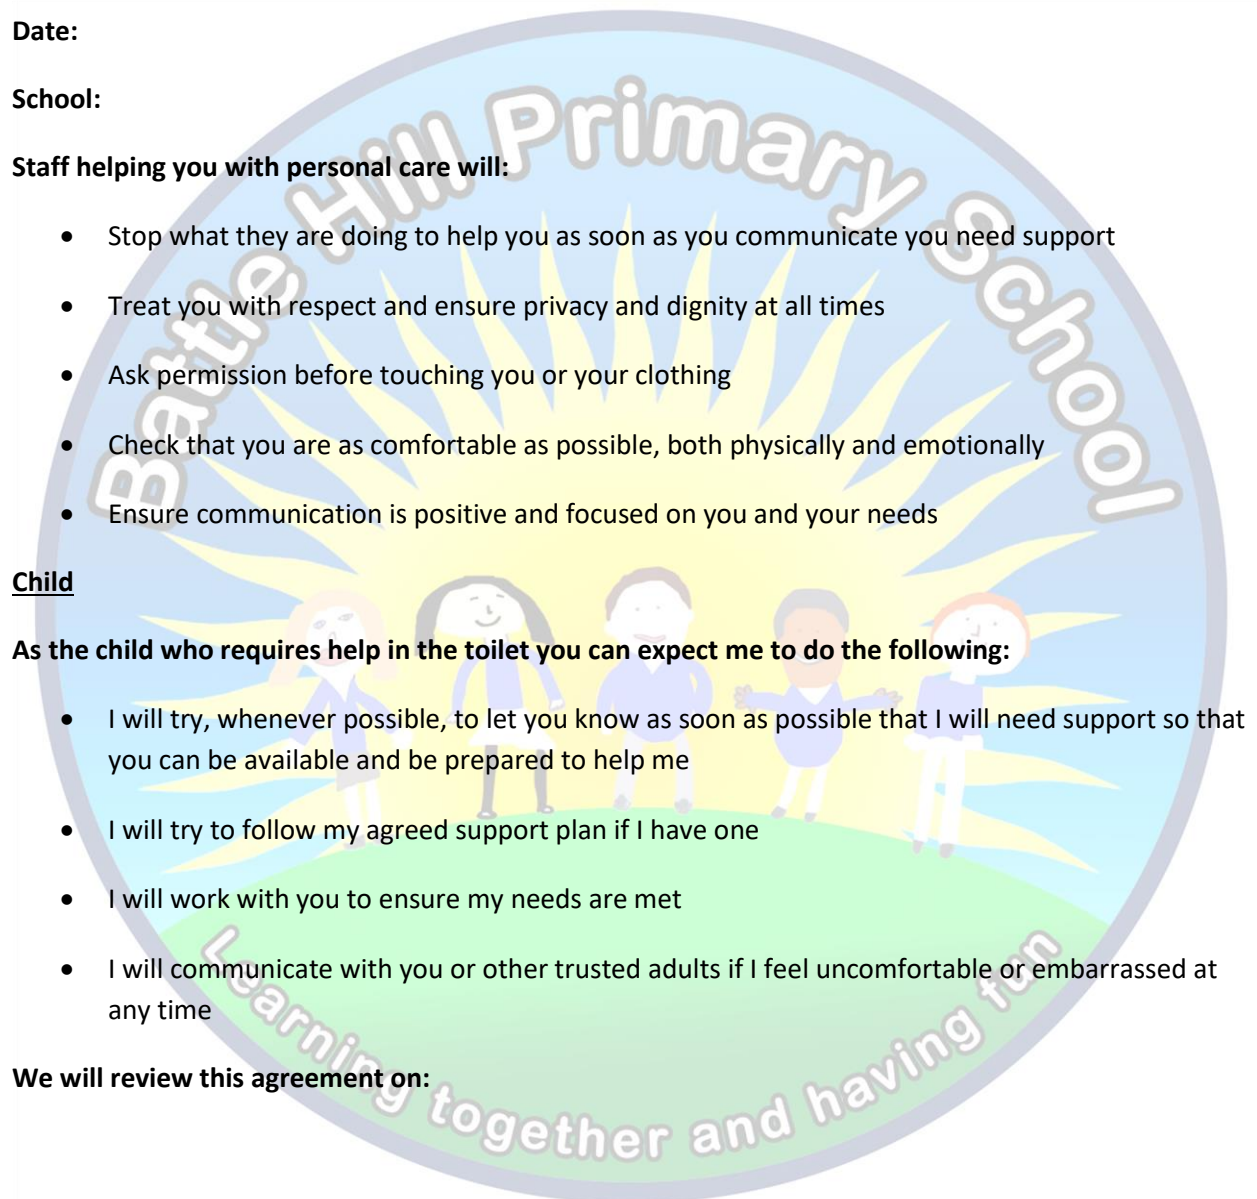 Date:
School:
Staff helping you with personal care will:
• Stop what they are doing to help you as soon as you communicate you need support
• Treat you with respect and ensure privacy and dignity at all times
• Ask permission before touching you or your clothing
• Check that you are as comfortable as possible, both physically and emotionally
• Ensure communication is positive and focused on you and your needs
Child
As the child who requires help in the toilet you can expect me to do the following:
• I will try, whenever possible, to let you know as soon as possible that I will need support so that
you can be available and be prepared to help me
• I will try to follow my agreed support plan if I have one
• I will work with you to ensure my needs are met
• I will communicate with you or other trusted adults if I feel uncomfortable or embarrassed at
any time
We will review this agreement on:
Battle Hill Primary School
Learning together and having fun